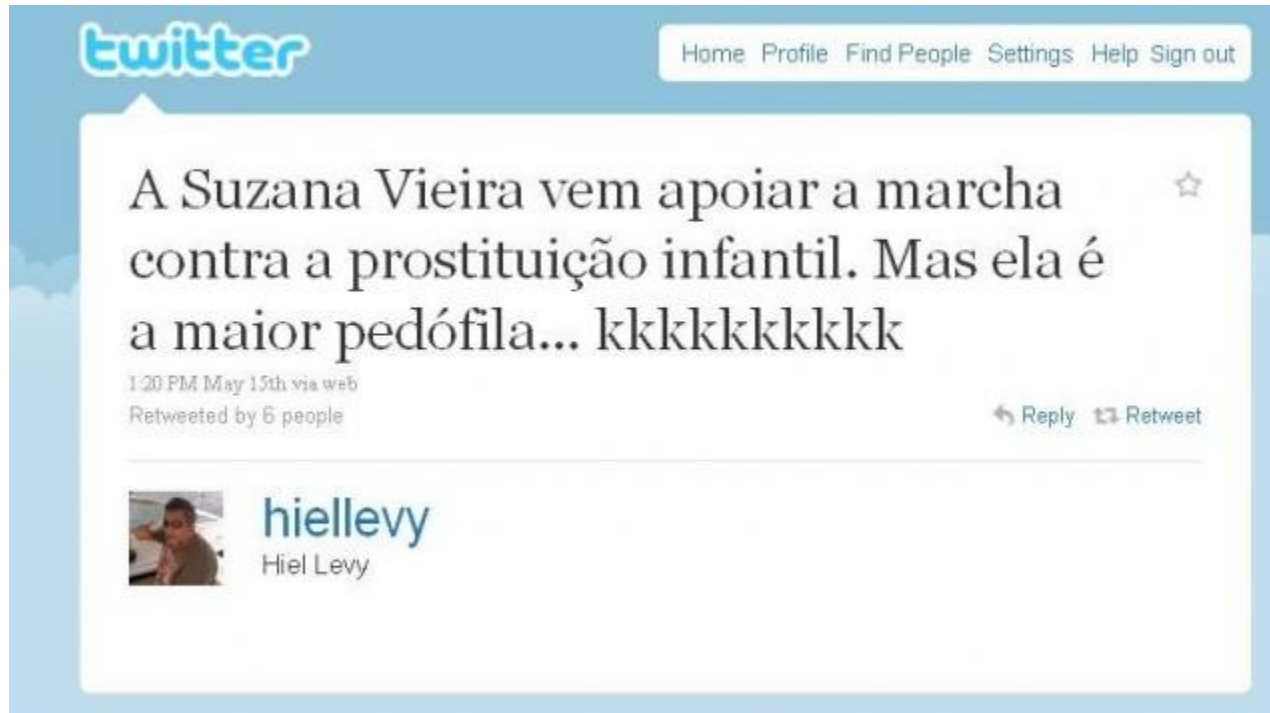 twitter
Home Profile Find People Settings Help Sign out
A Suzana Vieira vem apoiar a marcha
contra a prostituição infantil. Mas ela é
a maior pedófila... kkkkkkkkkk
1:20 PM May 15th via web
Retweeted by 6 people
Reply Retweet
hiellevy
Hiel Levy